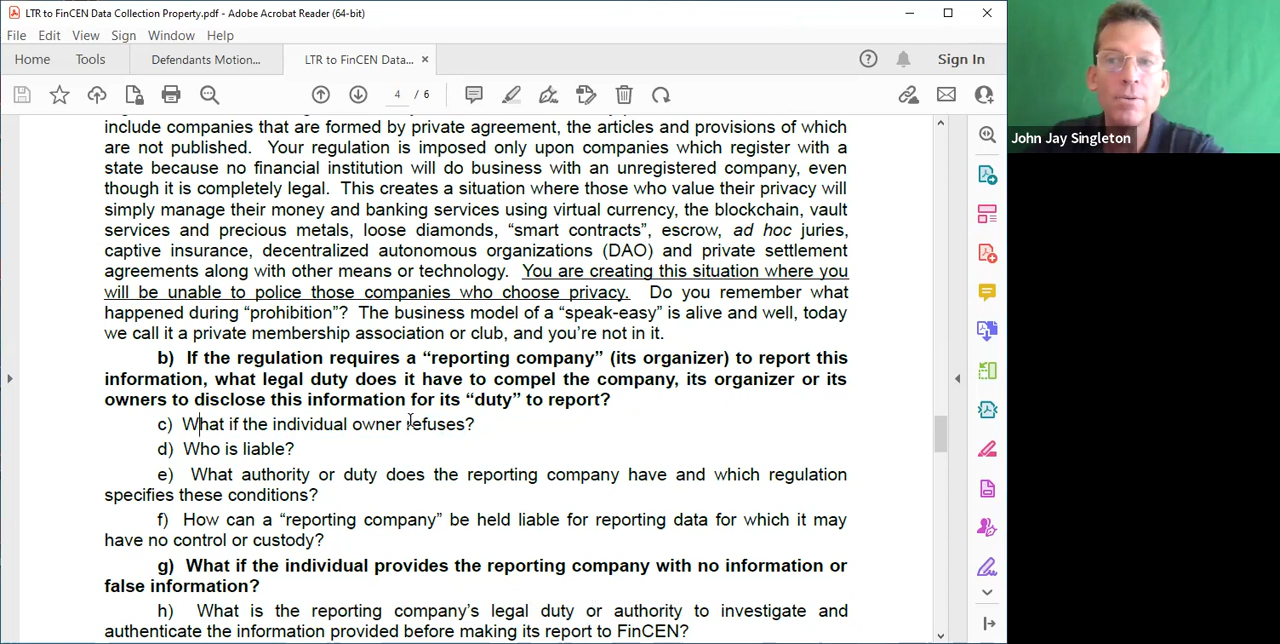 LTR to FinCEN Data Collection Property.pdf - Adobe Acrobat Reader (64-bit)
File Edit View Sign Window Help
Home Tools Defendants Motion... LTR to FinCEN Data... × Sign In
4 / 6
John Jay Singleton
include companies that are formed by private agreement, the articles and provisions of which
are not published. Your regulation is imposed only upon companies which register with a
state because no financial institution will do business with an unregistered company, even
though it is completely legal. This creates a situation where those who value their privacy will
simply manage their money and banking services using virtual currency, the blockchain, vault
services and precious metals, loose diamonds, “smart contracts”, escrow, ad hoc juries,
captive insurance, decentralized autonomous organizations (DAO) and private settlement
agreements along with other means or technology. You are creating this situation where you
will be unable to police those companies who choose privacy. Do you remember what
happened during “prohibition”? The business model of a “speak-easy” is alive and well, today
we call it a private membership association or club, and you’re not in it.
b) If the regulation requires a “reporting company” (its organizer) to report this
information, what legal duty does it have to compel the company, its organizer or its
owners to disclose this information for its “duty” to report?
c) What if the individual owner refuses?
d) Who is liable?
e) What authority or duty does the reporting company have and which regulation
specifies these conditions?
f) How can a “reporting company” be held liable for reporting data for which it may
have no control or custody?
g) What if the individual provides the reporting company with no information or
false information?
h) What is the reporting company’s legal duty or authority to investigate and
authenticate the information provided before making its report to FinCEN?